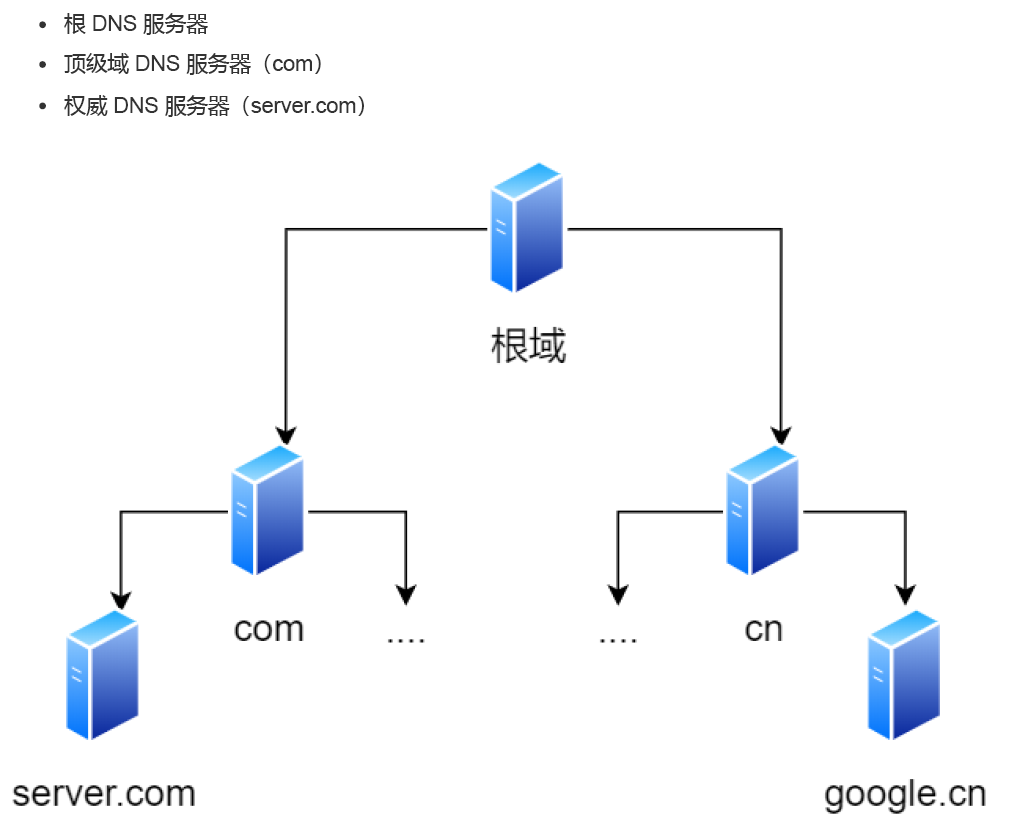 • 根 DNS 服务器
• 顶级域 DNS 服务器（com）
• 权威 DNS 服务器（server.com）
根域
com
....
....
cn
server.com
google.cn